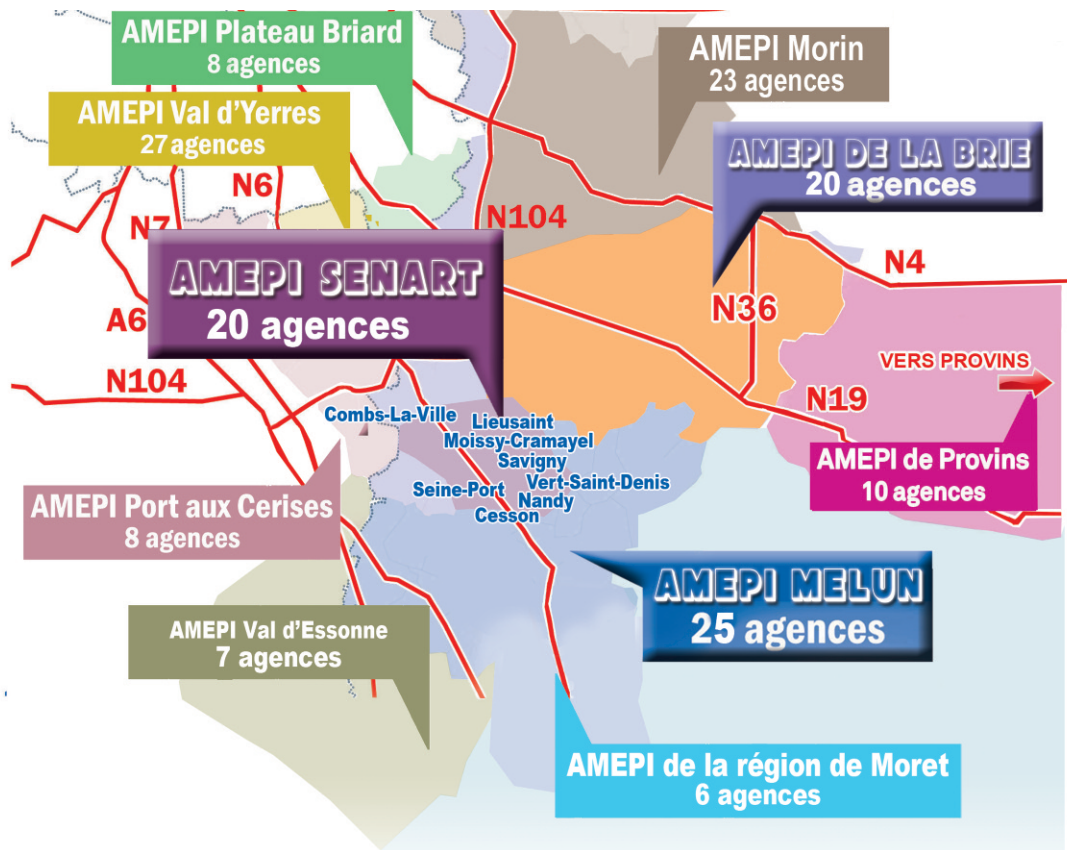 AMEPI Plateau Briard
8 agences
AMEPI Morin
23 agences
AMEPI Val d'Yerres
27 agences
AMEPI DE LA BRIE
20 agences
N6
N7
N104
AMEPI SENART
20 agences
N4
A6
N36
N104
VERS PROVINS
N19
Combs-La-Ville
Lieusaint
Moissy-Cramayel
Savigny
Seine-Port
Vert-Saint-Denis
Nandy
Cesson
AMEPI de Provins
10 agences
AMEPI Port aux Cerises
8 agences
AMEPI MELUN
25 agences
AMEPI Val d'Essonne
7 agences
AMEPI de la région de Moret
6 agences